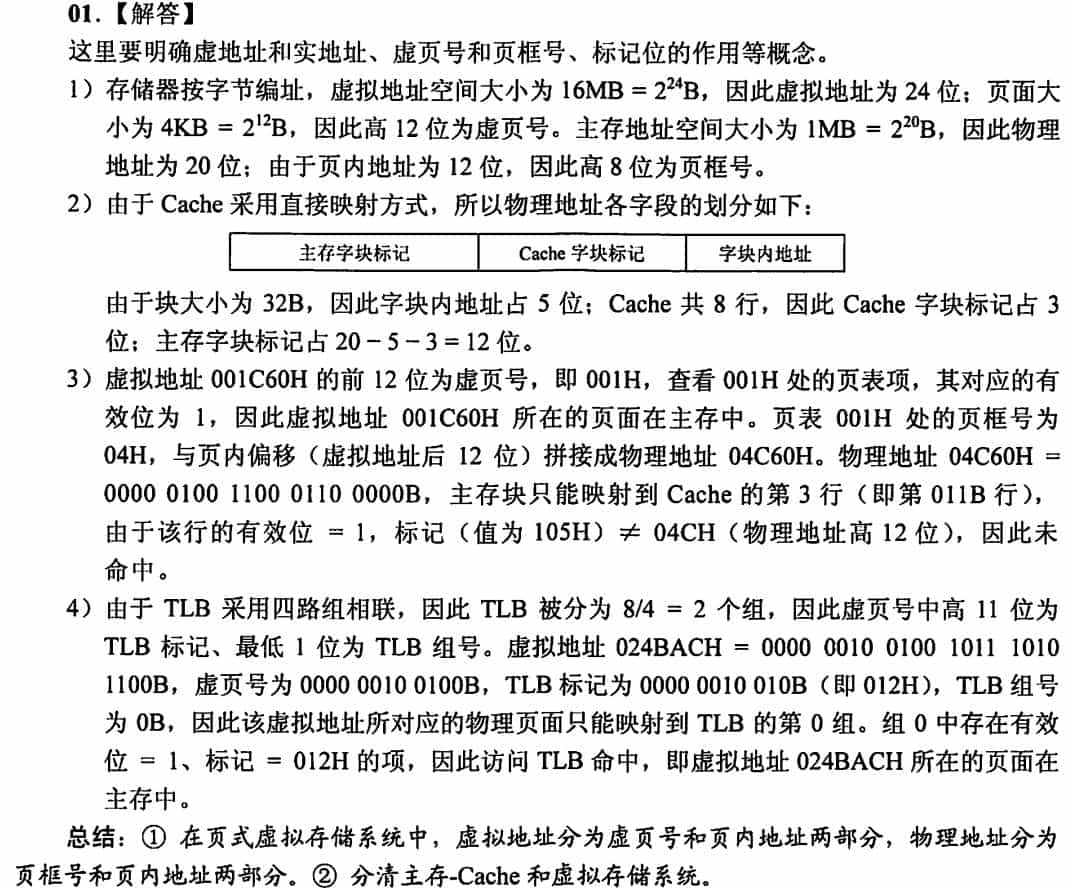 01.【解答】
这里要明确虚地址和实地址、虚页号和页框号、标记位的作用等概念。
1）存储器按字节编址，虚拟地址空间大小为 16MB = 2²⁴B，因此虚拟地址为 24 位；页面大
小为 4KB = 2¹²B，因此高 12 位为虚页号。主存地址空间大小为 1MB = 2²⁰B，因此物理
地址为 20 位；由于页内地址为 12 位，因此高 8 位为页框号。
2）由于 Cache 采用直接映射方式，所以物理地址各字段的划分如下：
主存字块标记 Cache 字块标记 字块内地址
由于块大小为 32B，因此字块内地址占 5 位；Cache 共 8 行，因此 Cache 字块标记占 3
位；主存字块标记占 20 − 5 − 3 = 12 位。
3）虚拟地址 001C60H 的前 12 位为虚页号，即 001H，查看 001H 处的页表项，其对应的有
效位为 1，因此虚拟地址 001C60H 所在的页面在主存中。页表 001H 处的页框号为
04H，与页内偏移（虚拟地址后 12 位）拼接成物理地址 04C60H。物理地址 04C60H =
0000 0100 1100 0110 0000B，主存块只能映射到 Cache 的第 3 行（即第 011B 行），
由于该行的有效位 = 1，标记（值为 105H）≠ 04CH（物理地址高 12 位），因此未
命中。
4）由于 TLB 采用四路组相联，因此 TLB 被分为 8/4 = 2 个组，因此虚页号中高 11 位为
TLB 标记、最低 1 位为 TLB 组号。虚拟地址 024BACH = 0000 0010 0100 1011 1010
1100B，虚页号为 0000 0010 0100B，TLB 标记为 0000 0010 010B（即 012H），TLB 组号
为 0B，因此该虚拟地址所对应的物理页面只能映射到 TLB 的第 0 组。组 0 中存在有效
位 = 1、标记 = 012H 的项，因此访问 TLB 命中，即虚拟地址 024BACH 所在的页面在
主存中。
总结：① 在页式虚拟存储系统中，虚拟地址分为虚页号和页内地址两部分，物理地址分为
页框号和页内地址两部分。② 分清主存-Cache 和虚拟存储系统。